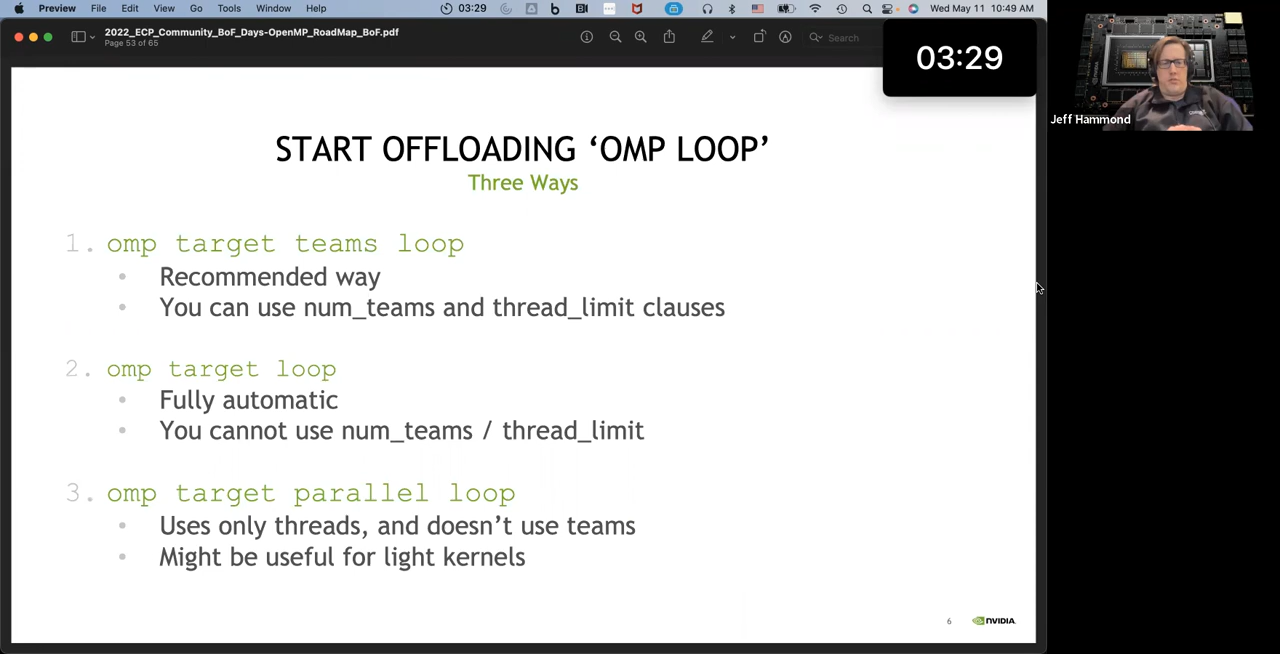 Preview File Edit View Go Tools Window Help 03:29 Wed May 11 10:49 AM
2022_ECP_Community_BoF_Days-OpenMP_RoadMap_BoF.pdf
Page 53 of 65
Search
03:29
Jeff Hammond
START OFFLOADING ‘OMP LOOP’
Three Ways
1. omp target teams loop
• Recommended way
• You can use num_teams and thread_limit clauses
2. omp target loop
• Fully automatic
• You cannot use num_teams / thread_limit
3. omp target parallel loop
• Uses only threads, and doesn’t use teams
• Might be useful for light kernels
6 NVIDIA